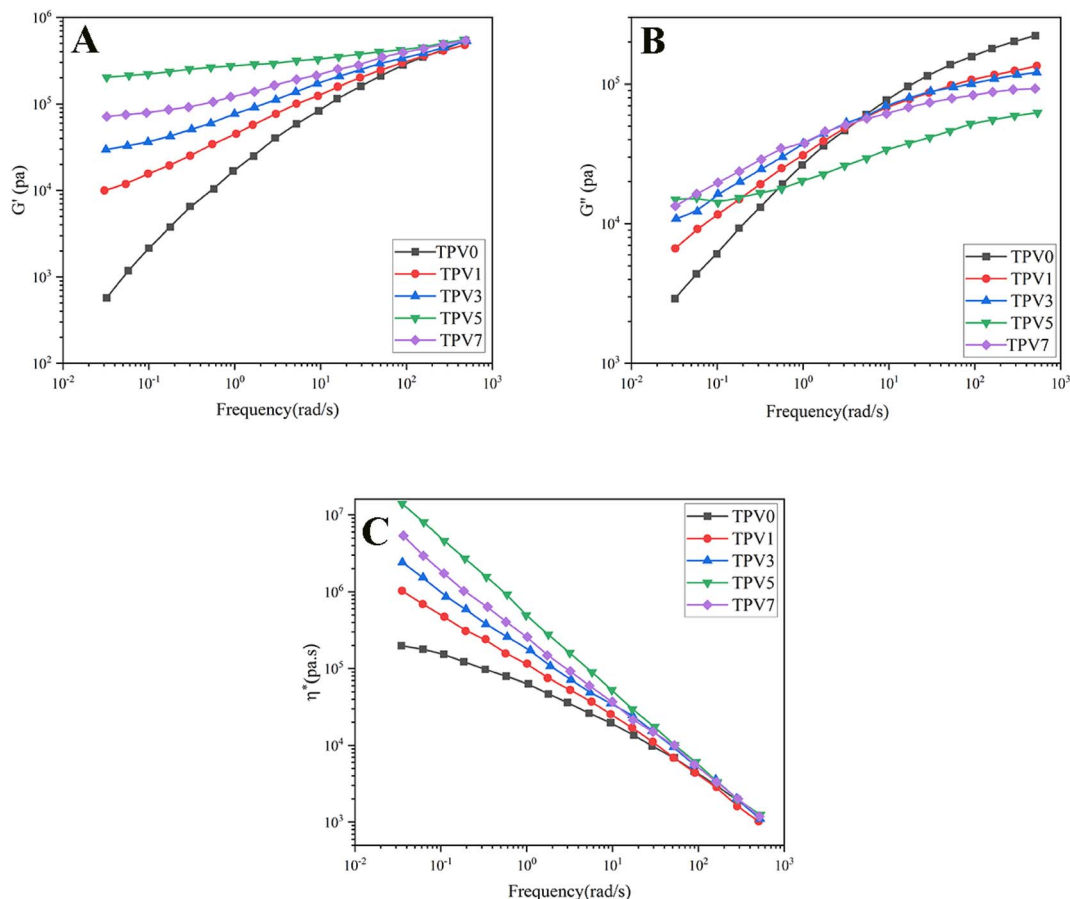 A
G' (pa)
10^6
10^5
10^4
10^3
10^2
10^-2
10^-1
10^0
10^1
10^2
10^3
Frequency(rad/s)
TPV0
TPV1
TPV3
TPV5
TPV7
B
G'' (pa)
10^5
10^4
10^3
10^-2
10^-1
10^0
10^1
10^2
10^3
Frequency(rad/s)
TPV0
TPV1
TPV3
TPV5
TPV7
C
η*(pa.s)
10^7
10^6
10^5
10^4
10^3
10^-2
10^-1
10^0
10^1
10^2
10^3
Frequency(rad/s)
TPV0
TPV1
TPV3
TPV5
TPV7